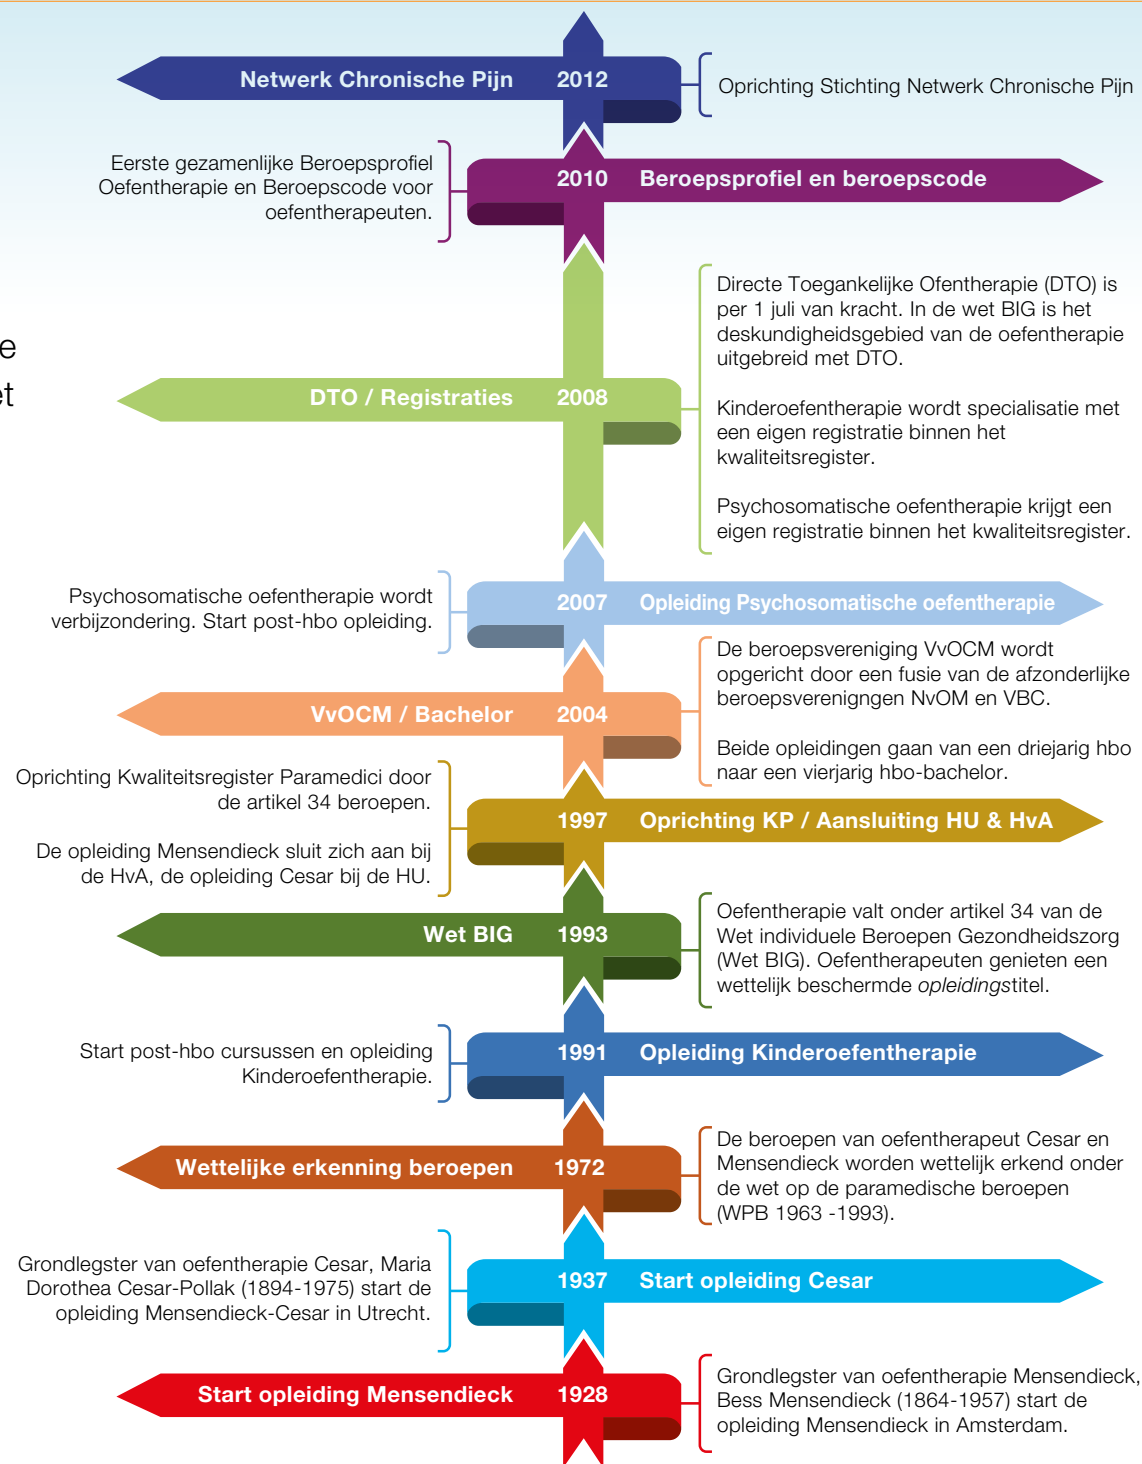 Netwerk Chronische Pijn 2012
Oprichting Stichting Netwerk Chronische Pijn
Eerste gezamenlijke Beroepsprofiel
Oefentherapie en Beroepscode voor
oefentherapeuten.
2010 Beroepsprofiel en beroepscode
Directe Toegankelijke Ofentherapie (DTO) is
per 1 juli van kracht. In de wet BIG is het
deskundigheidsgebied van de oefentherapie
uitgebreid met DTO.
Kinderoefentherapie wordt specialisatie met
een eigen registratie binnen het
kwaliteitsregister.
Psychosomatische oefentherapie krijgt een
eigen registratie binnen het kwaliteitsregister.
e
et
DTO / Registraties 2008
Psychosomatische oefentherapie wordt
verbijzondering. Start post-hbo opleiding.
2007 Opleiding Psychosomatische oefentherapie
De beroepsvereniging VvOCM wordt
opgericht door een fusie van de afzonderlijke
beroepsverenigngen NvOM en VBC.
Beide opleidingen gaan van een driejarig hbo
naar een vierjarig hbo-bachelor.
VvOCM / Bachelor 2004
Oprichting Kwaliteitsregister Paramedici door
de artikel 34 beroepen.
De opleiding Mensendieck sluit zich aan bij
de HvA, de opleiding Cesar bij de HU.
1997 Oprichting KP / Aansluiting HU & HvA
Wet BIG 1993
Oefentherapie valt onder artikel 34 van de
Wet individuele Beroepen Gezondheidszorg
(Wet BIG). Oefentherapeuten genieten een
wettelijk beschermde opleidingstitel.
Start post-hbo cursussen en opleiding
Kinderoefentherapie.
1991 Opleiding Kinderoefentherapie
Wettelijke erkenning beroepen 1972
De beroepen van oefentherapeut Cesar en
Mensendieck worden wettelijk erkend onder
de wet op de paramedische beroepen
(WPB 1963 -1993).
Grondlegster van oefentherapie Cesar, Maria
Dorothea Cesar-Pollak (1894-1975) start de
opleiding Mensendieck-Cesar in Utrecht.
1937 Start opleiding Cesar
Start opleiding Mensendieck 1928
Grondlegster van oefentherapie Mensendieck,
Bess Mensendieck (1864-1957) start de
opleiding Mensendieck in Amsterdam.